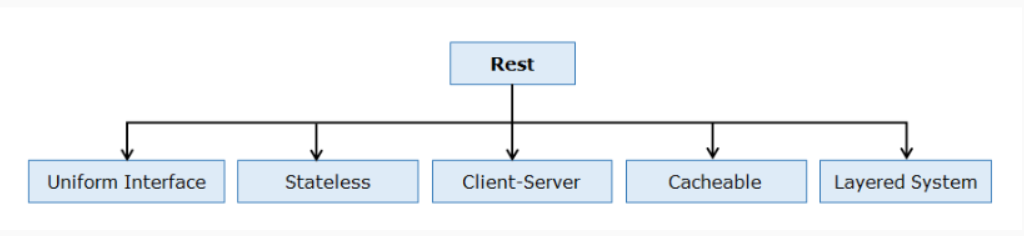 Rest
Uniform Interface
Stateless
Client-Server
Cacheable
Layered System